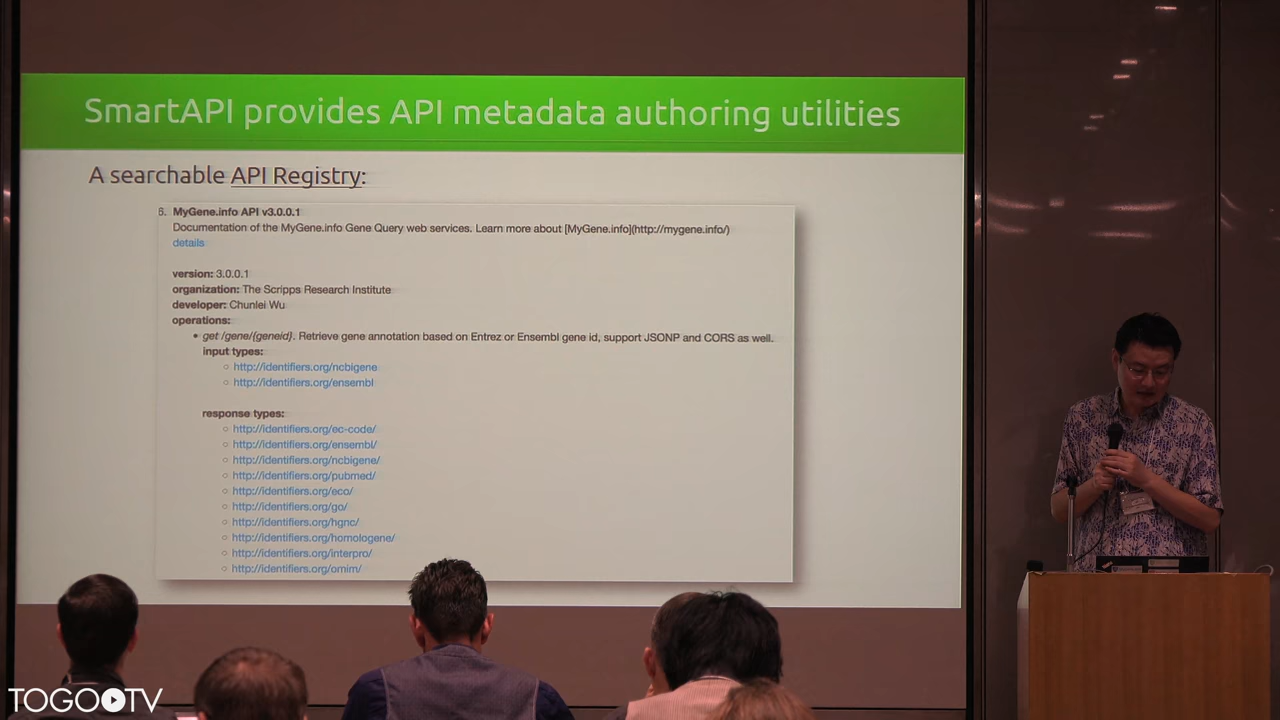 SmartAPI provides API metadata authoring utilities
A searchable API Registry:
6. MyGene.info API v3.0.0.1
Documentation of the MyGene.info Gene Query web services. Learn more about [MyGene.info](http://mygene.info/)
details
version: 3.0.0.1
organization: The Scripps Research Institute
developer: Chunlei Wu
operations:
• get /gene/{geneid}. Retrieve gene annotation based on Entrez or Ensembl gene id, support JSONP and CORS as well.
input types:
○ http://identifiers.org/ncbigene
○ http://identifiers.org/ensembl
response types:
○ http://identifiers.org/ec-code/
○ http://identifiers.org/ensembl/
○ http://identifiers.org/ncbigene/
○ http://identifiers.org/pubmed/
○ http://identifiers.org/eco/
○ http://identifiers.org/go/
○ http://identifiers.org/hgnc/
○ http://identifiers.org/homologene/
○ http://identifiers.org/interpro/
○ http://identifiers.org/omim/
TOGOTV